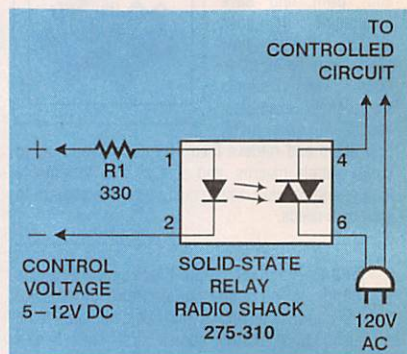 TO
CONTROLLED
CIRCUIT
+
R1
330
1
4
−
2
6
CONTROL
VOLTAGE
5–12V DC
SOLID-STATE
RELAY
RADIO SHACK
275-310
120V
AC